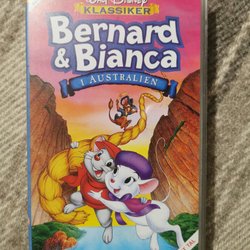 WALT DISNEY
KLASSIKER
Bernard
& Bianca
I AUSTRALIEN